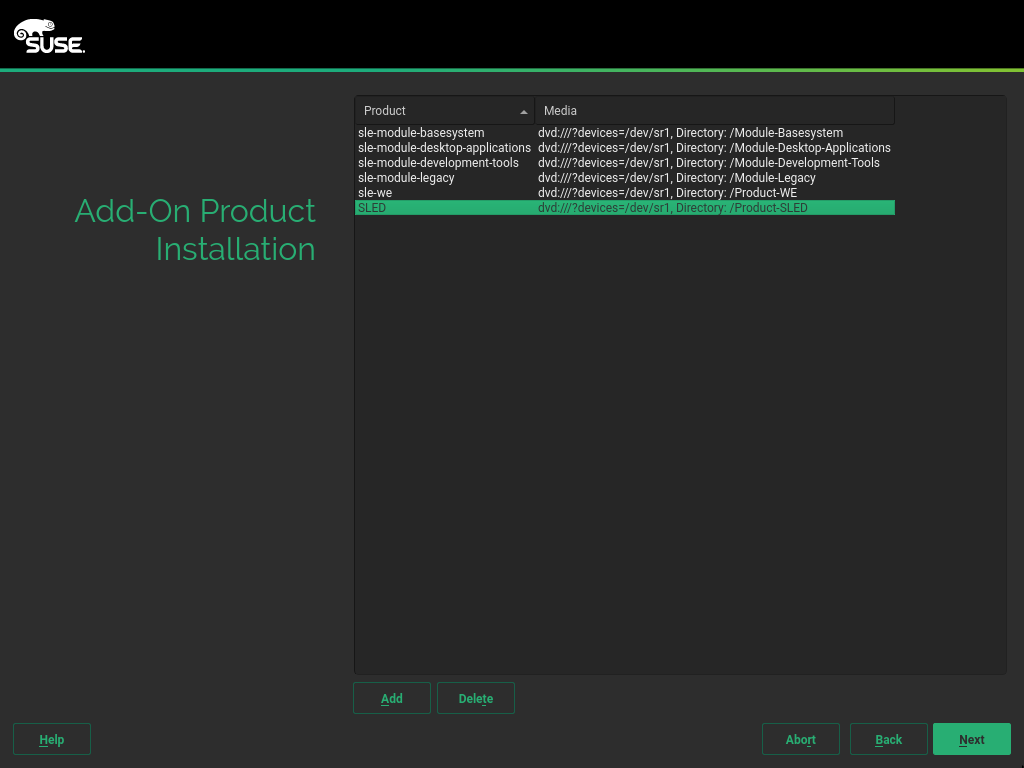 SUSE.
Add-On Product
Installation
Product Media
sle-module-basesystem dvd:///?devices=/dev/sr1, Directory: /Module-Basesystem
sle-module-desktop-applications dvd:///?devices=/dev/sr1, Directory: /Module-Desktop-Applications
sle-module-development-tools dvd:///?devices=/dev/sr1, Directory: /Module-Development-Tools
sle-module-legacy dvd:///?devices=/dev/sr1, Directory: /Module-Legacy
sle-we dvd:///?devices=/dev/sr1, Directory: /Product-WE
SLED dvd:///?devices=/dev/sr1, Directory: /Product-SLED
Add Delete
Help Abort Back Next